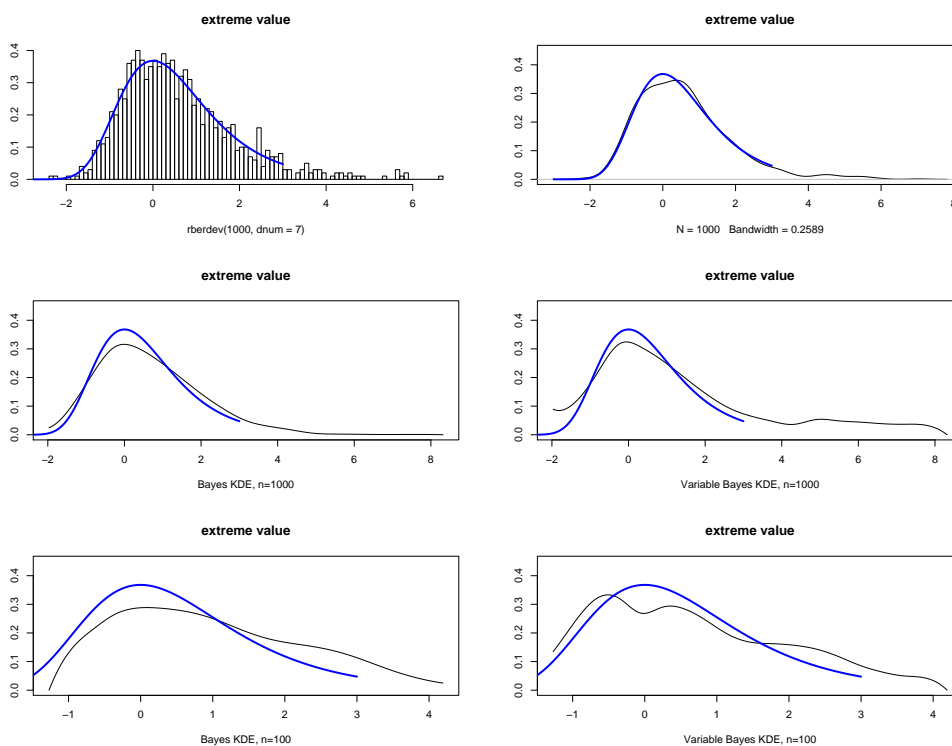 extreme value
0.0 0.1 0.2 0.3 0.4
−2 0 2 4 6
rberdev(1000, dnum = 7)
extreme value
0.0 0.1 0.2 0.3 0.4
−2 0 2 4 6 8
N = 1000 Bandwidth = 0.2589
extreme value
0.0 0.1 0.2 0.3 0.4
−2 0 2 4 6 8
Bayes KDE, n=1000
extreme value
0.0 0.1 0.2 0.3 0.4
−2 0 2 4 6 8
Variable Bayes KDE, n=1000
extreme value
0.0 0.1 0.2 0.3 0.4
−1 0 1 2 3 4
Bayes KDE, n=100
extreme value
0.0 0.1 0.2 0.3 0.4
−1 0 1 2 3 4
Variable Bayes KDE, n=100